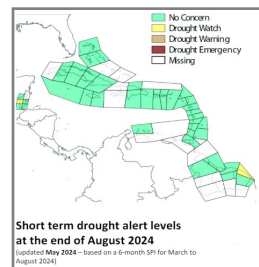 No Concern
Drought Watch
Drought Warning
Drought Emergency
Missing
Short term drought alert levels
at the end of August 2024
(updated May 2024 – based on a 6-month SPI for March to
August 2024)